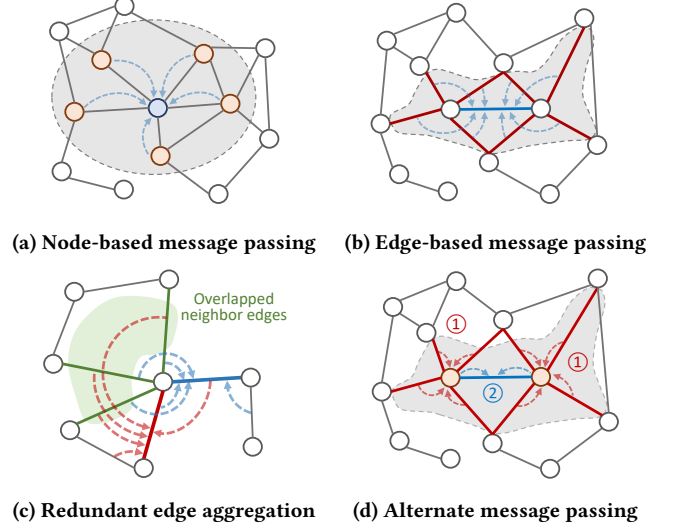 (a) Node-based message passing
(b) Edge-based message passing
Overlapped
neighbor edges
①
①
②
(c) Redundant edge aggregation
(d) Alternate message passing